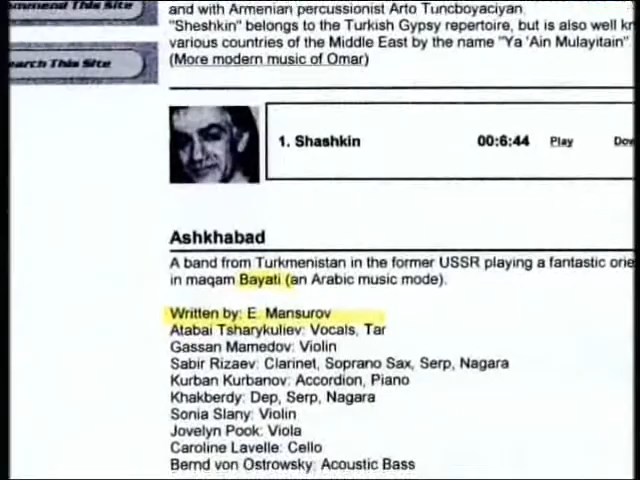 ommend This Site
and with Armenian percussionist Arto Tuncboyaciyan.
"Sheshkin" belongs to the Turkish Gypsy repertoire, but is also well kn
various countries of the Middle East by the name "Ya 'Ain Mulayitain"
(More modern music of Omar)
earch This Site
1. Shashkin 00:6:44 Play Dow
Ashkhabad
A band from Turkmenistan in the former USSR playing a fantastic orie
in maqam Bayati (an Arabic music mode).
Written by: E. Mansurov
Atabai Tsharykuliev: Vocals, Tar
Gassan Mamedov: Violin
Sabir Rizaev: Clarinet, Soprano Sax, Serp, Nagara
Kurban Kurbanov: Accordion, Piano
Khakberdy: Dep, Serp, Nagara
Sonia Slany: Violin
Jovelyn Pook: Viola
Caroline Lavelle: Cello
Bernd von Ostrowsky: Acoustic Bass